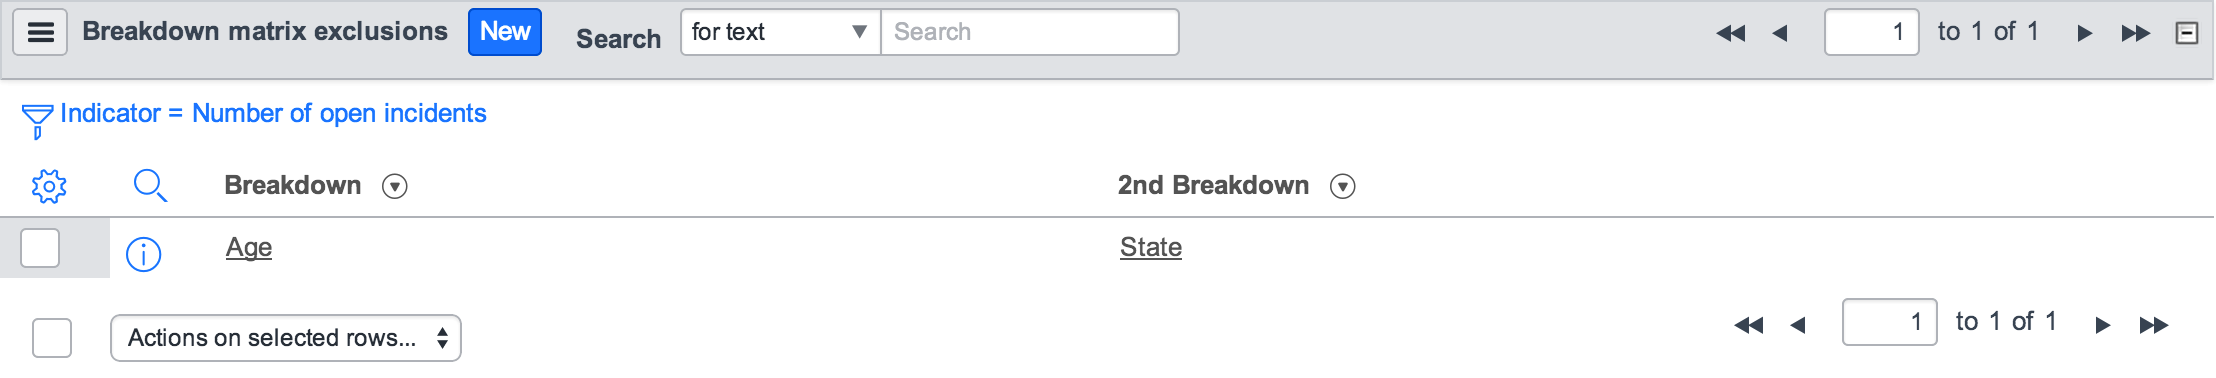 Breakdown matrix exclusions New Search for text Search 1 to 1 of 1
Indicator = Number of open incidents
Breakdown 2nd Breakdown
Age State
Actions on selected rows... 1 to 1 of 1